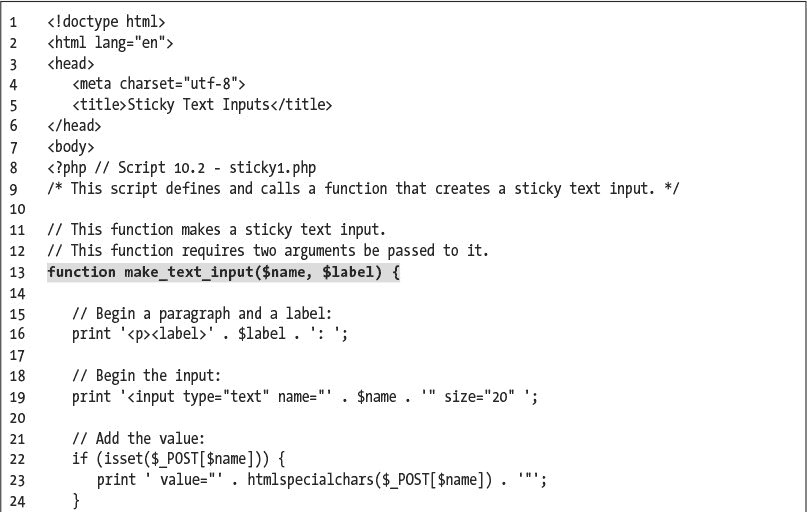 1 <!doctype html>
2 <html lang="en">
3 <head>
4 <meta charset="utf-8">
5 <title>Sticky Text Inputs</title>
6 </head>
7 <body>
8 <?php // Script 10.2 - sticky1.php
9 /* This script defines and calls a function that creates a sticky text input. */
10
11 // This function makes a sticky text input.
12 // This function requires two arguments be passed to it.
13 function make_text_input($name, $label) {
14
15 // Begin a paragraph and a label:
16 print '<p><label>' . $label . ': ';
17
18 // Begin the input:
19 print '<input type="text" name="' . $name . '" size="20" ';
20
21 // Add the value:
22 if (isset($_POST[$name])) {
23 print ' value="' . htmlspecialchars($_POST[$name]) . '"';
24 }